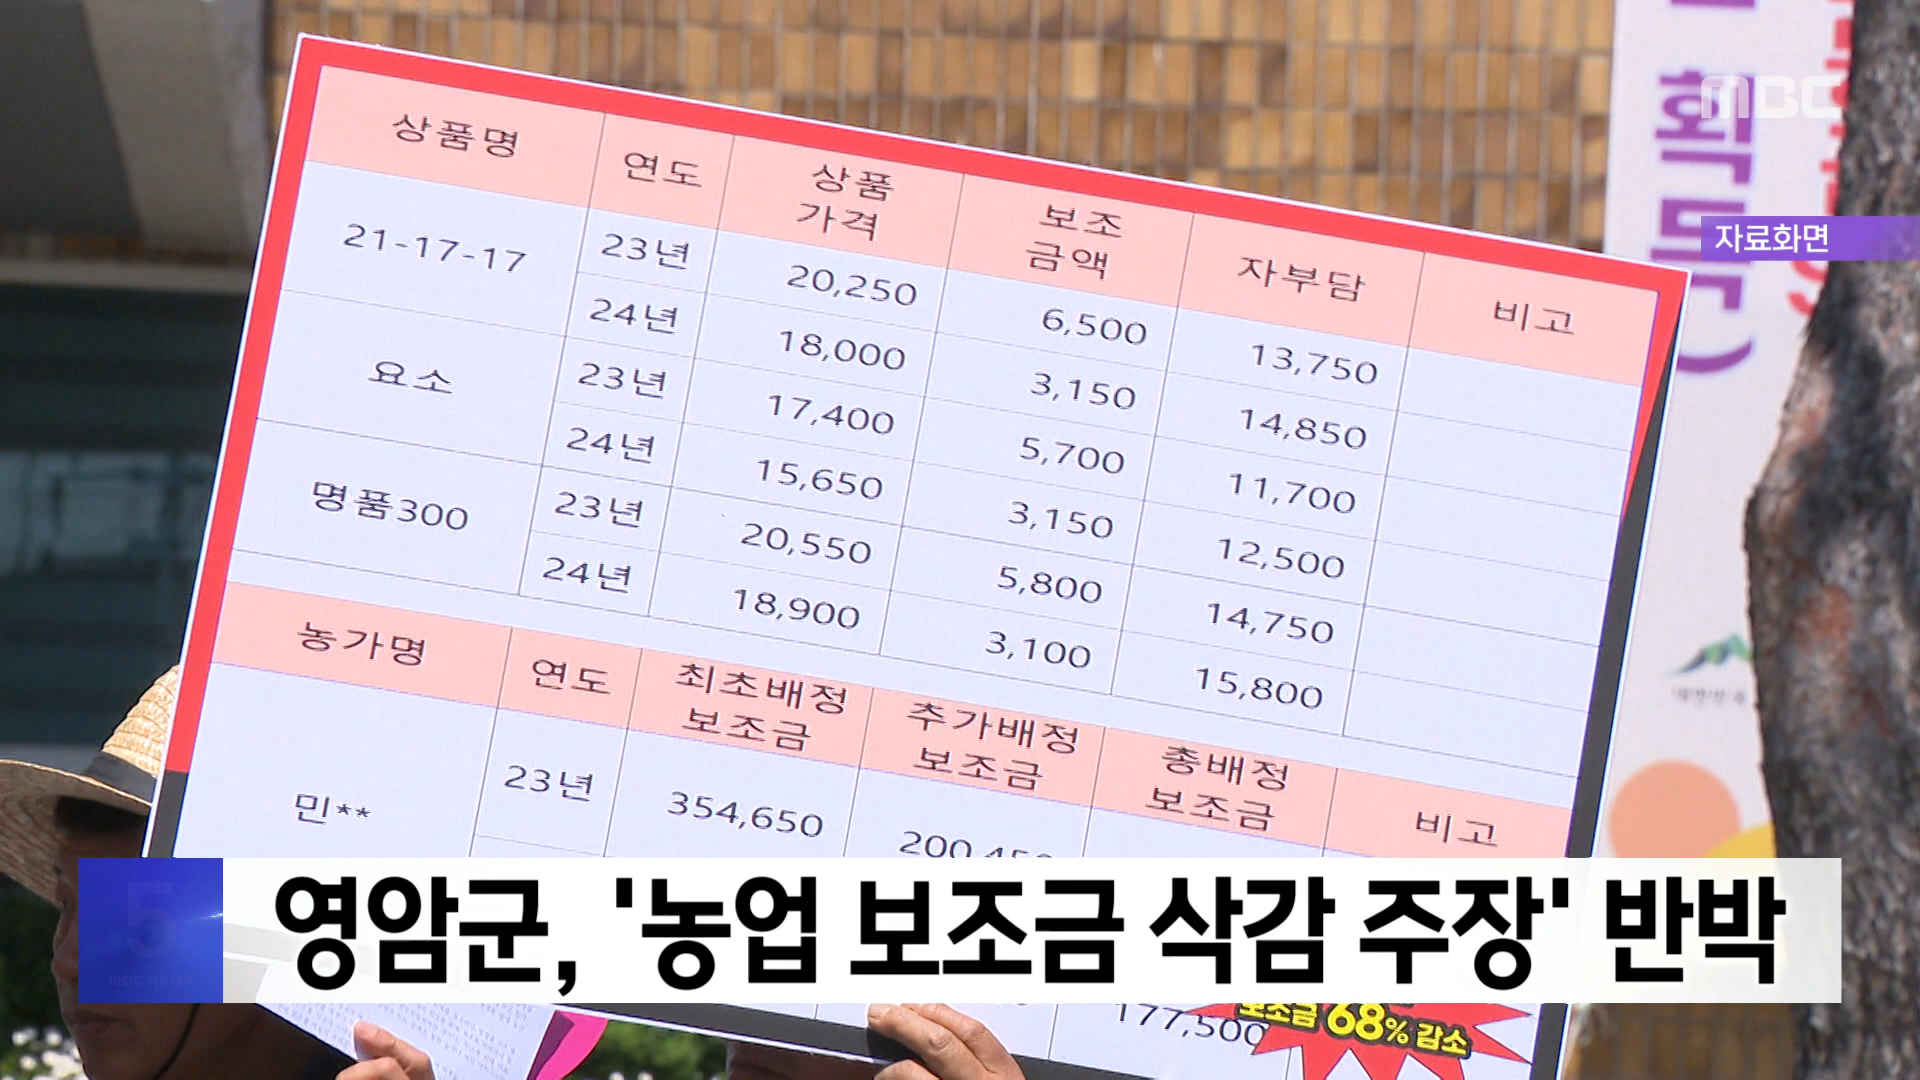 MBC
자료화면
상품명 연도 상품 가격 보조 금액 자부담 비고
21-17-17 23년 20,250 6,500 13,750
24년 18,000 3,150 14,850
요소 23년 17,400 5,700 11,700
24년 15,650 3,150 12,500
명품300 23년 20,550 5,800 14,750
24년 18,900 3,100 15,800
농가명 연도 최초배정 보조금 추가배정 보조금 총배정 보조금 비고
민** 23년 354,650
5
MBC NEWS
영암군, '농업 보조금 삭감 주장' 반박
177,500
보조금 68% 감소